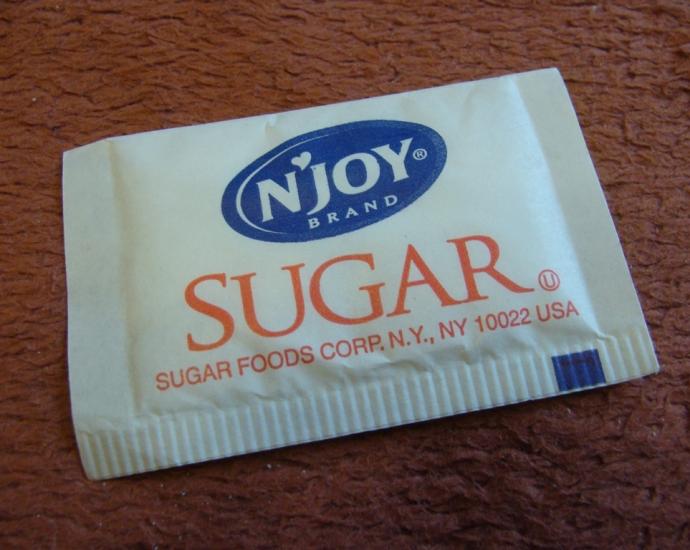 N'JOY®
BRAND
SUGAR Ⓤ
SUGAR FOODS CORP. N.Y., NY 10022 USA